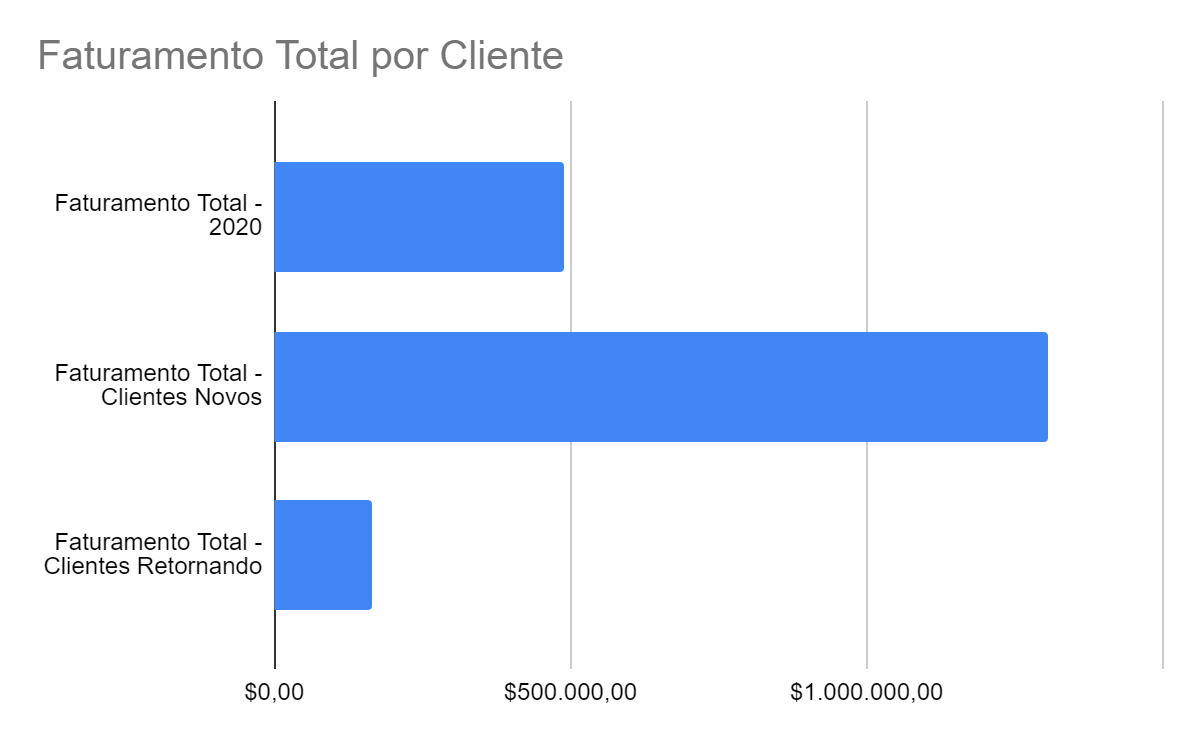 Faturamento Total por Cliente
Faturamento Total -
2020
Faturamento Total -
Clientes Novos
Faturamento Total -
Clientes Retornando
$0,00
$500.000,00
$1.000.000,00